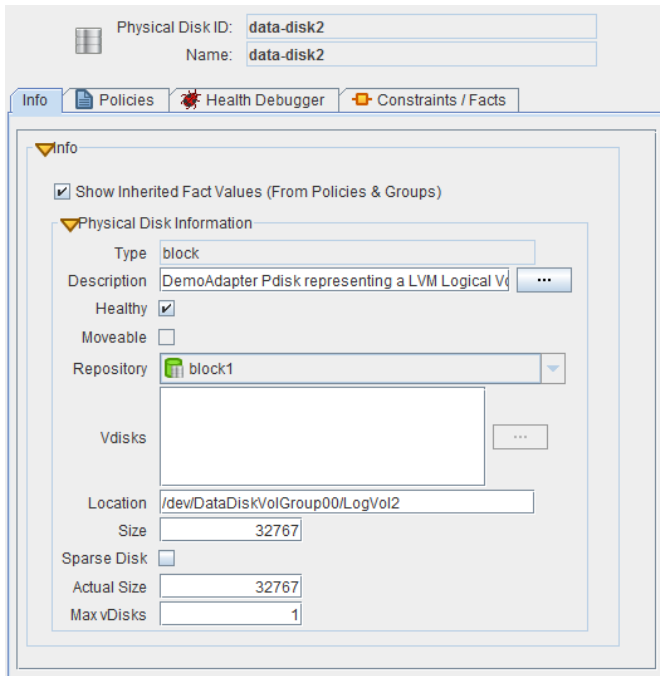 Physical Disk ID: data-disk2
Name: data-disk2
Info Policies Health Debugger Constraints / Facts
Info
Show Inherited Fact Values (From Policies & Groups)
Physical Disk Information
Type block
Description DemoAdapter Pdisk representing a LVM Logical ...
Healthy
Moveable
Repository block1
Vdisks ...
Location /dev/DataDiskVolGroup00/LogVol2
Size 32767
Sparse Disk
Actual Size 32767
Max vDisks 1